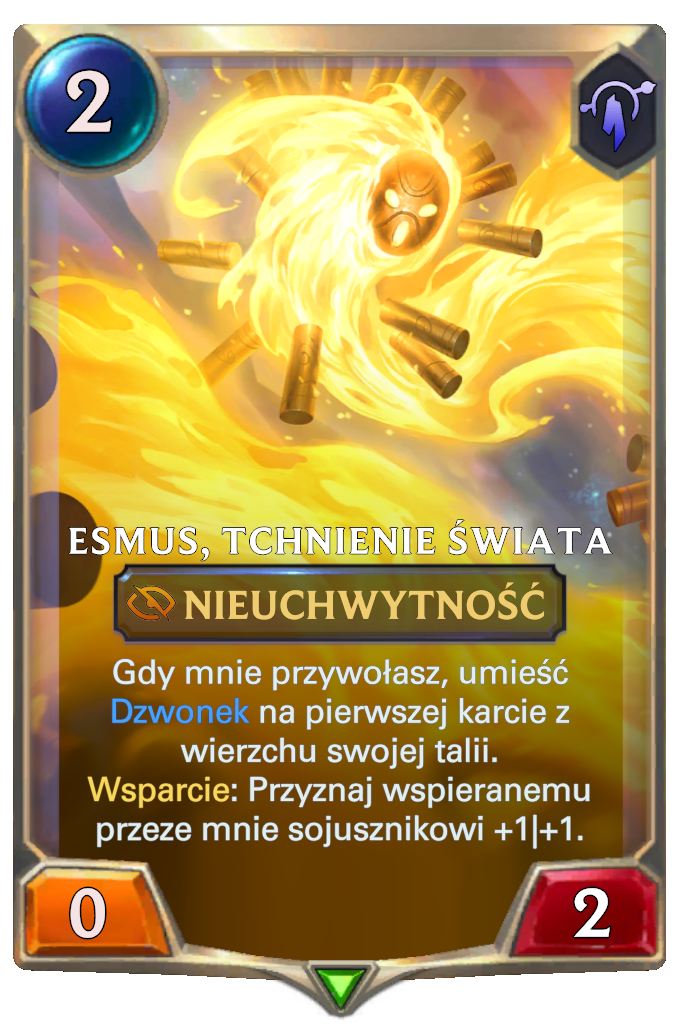 2
ESMUS, TCHNIENIE ŚWIATA
NIEUCHWYTNOŚĆ
Gdy mnie przywołasz, umieść
Dzwonek na pierwszej karcie z
wierzchu swojej talii.
Wsparcie: Przyznaj wspieranemu
przeze mnie sojusznikowi +1|+1.
0
2